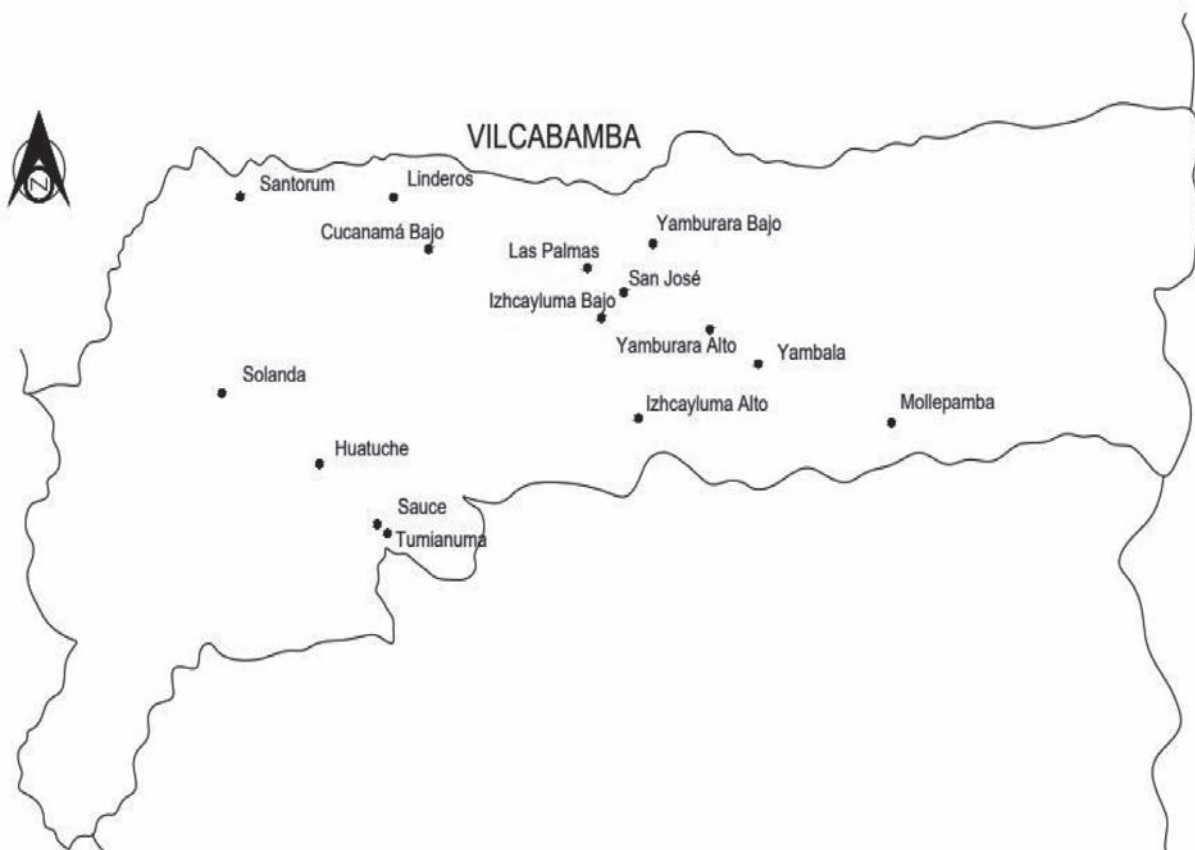 VILCABAMBA
N
Santorum
Linderos
Cucanamá Bajo
Yamburara Bajo
Las Palmas
San José
Izhcayluma Bajo
Yamburara Alto
Yambala
Solanda
Izhcayluma Alto
Mollepamba
Huatuche
Sauce
Tumianuma